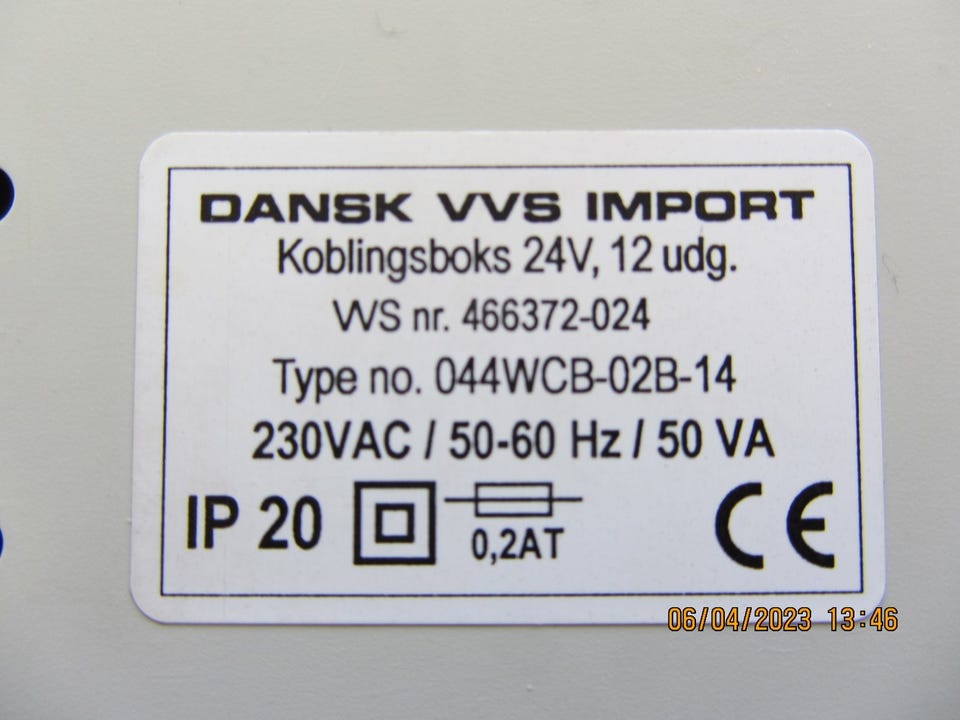 DANSK VVS IMPORT
Koblingsboks 24V, 12 udg.
VVS nr. 466372-024
Type no. 044WCB-02B-14
230VAC / 50-60 Hz / 50 VA
IP 20
0,2AT
CE
06/04/2023 13:46